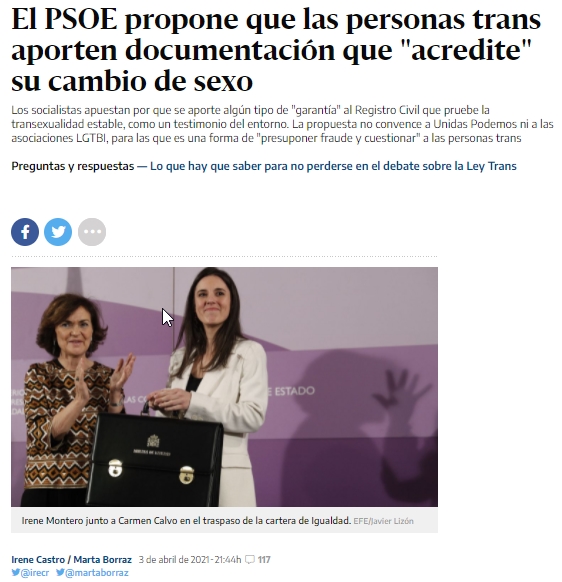 El PSOE propone que las personas trans
aporten documentación que "acredite"
su cambio de sexo
Los socialistas apuestan por que se aporte algún tipo de "garantía" al Registro Civil que pruebe la
transexualidad estable, como un testimonio del entorno. La propuesta no convence a Unidas Podemos ni a las
asociaciones LGTBI, para las que es una forma de "presuponer fraude y cuestionar" a las personas trans
Preguntas y respuestas — Lo que hay que saber para no perderse en el debate sobre la Ley Trans
E ESTADO
Irene Montero junto a Carmen Calvo en el traspaso de la cartera de Igualdad. EFE/Javier Lizón
Irene Castro / Marta Borraz 3 de abril de 2021-21:44h 117
@irecr @martaborraz